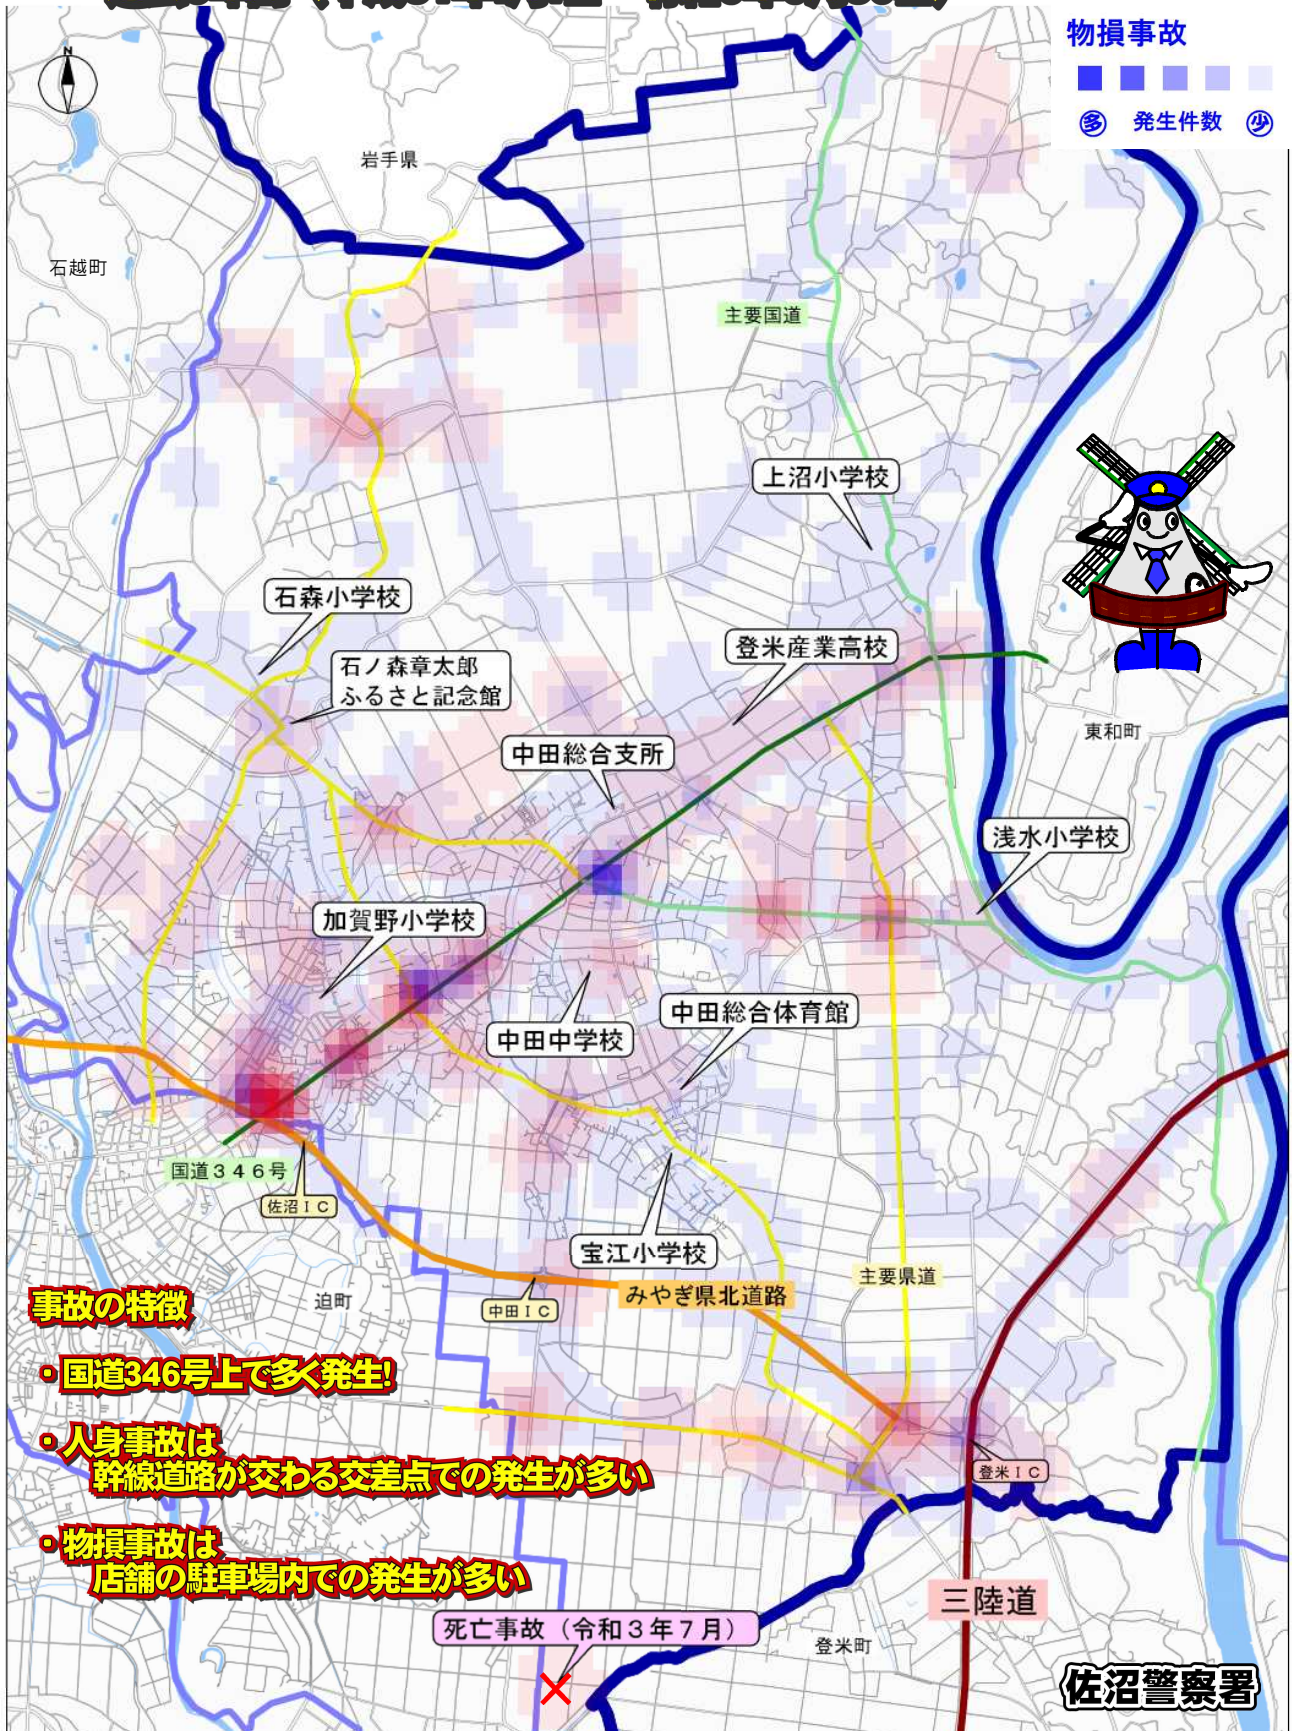 物損事故
多 発生件数 少
N
岩手県
石越町
主要国道
上沼小学校
石森小学校
石ノ森章太郎
ふるさと記念館
登米産業高校
中田総合支所
東和町
浅水小学校
加賀野小学校
中田中学校
中田総合体育館
国道346号
佐沼IC
宝江小学校
みやぎ県北道路
主要県道
中田IC
迫町
事故の特徴
・国道346号上で多く発生!
・人身事故は
幹線道路が交わる交差点での発生が多い
・物損事故は
店舗の駐車場内での発生が多い
登米IC
三陸道
死亡事故（令和3年7月）
登米町
佐沼警察署